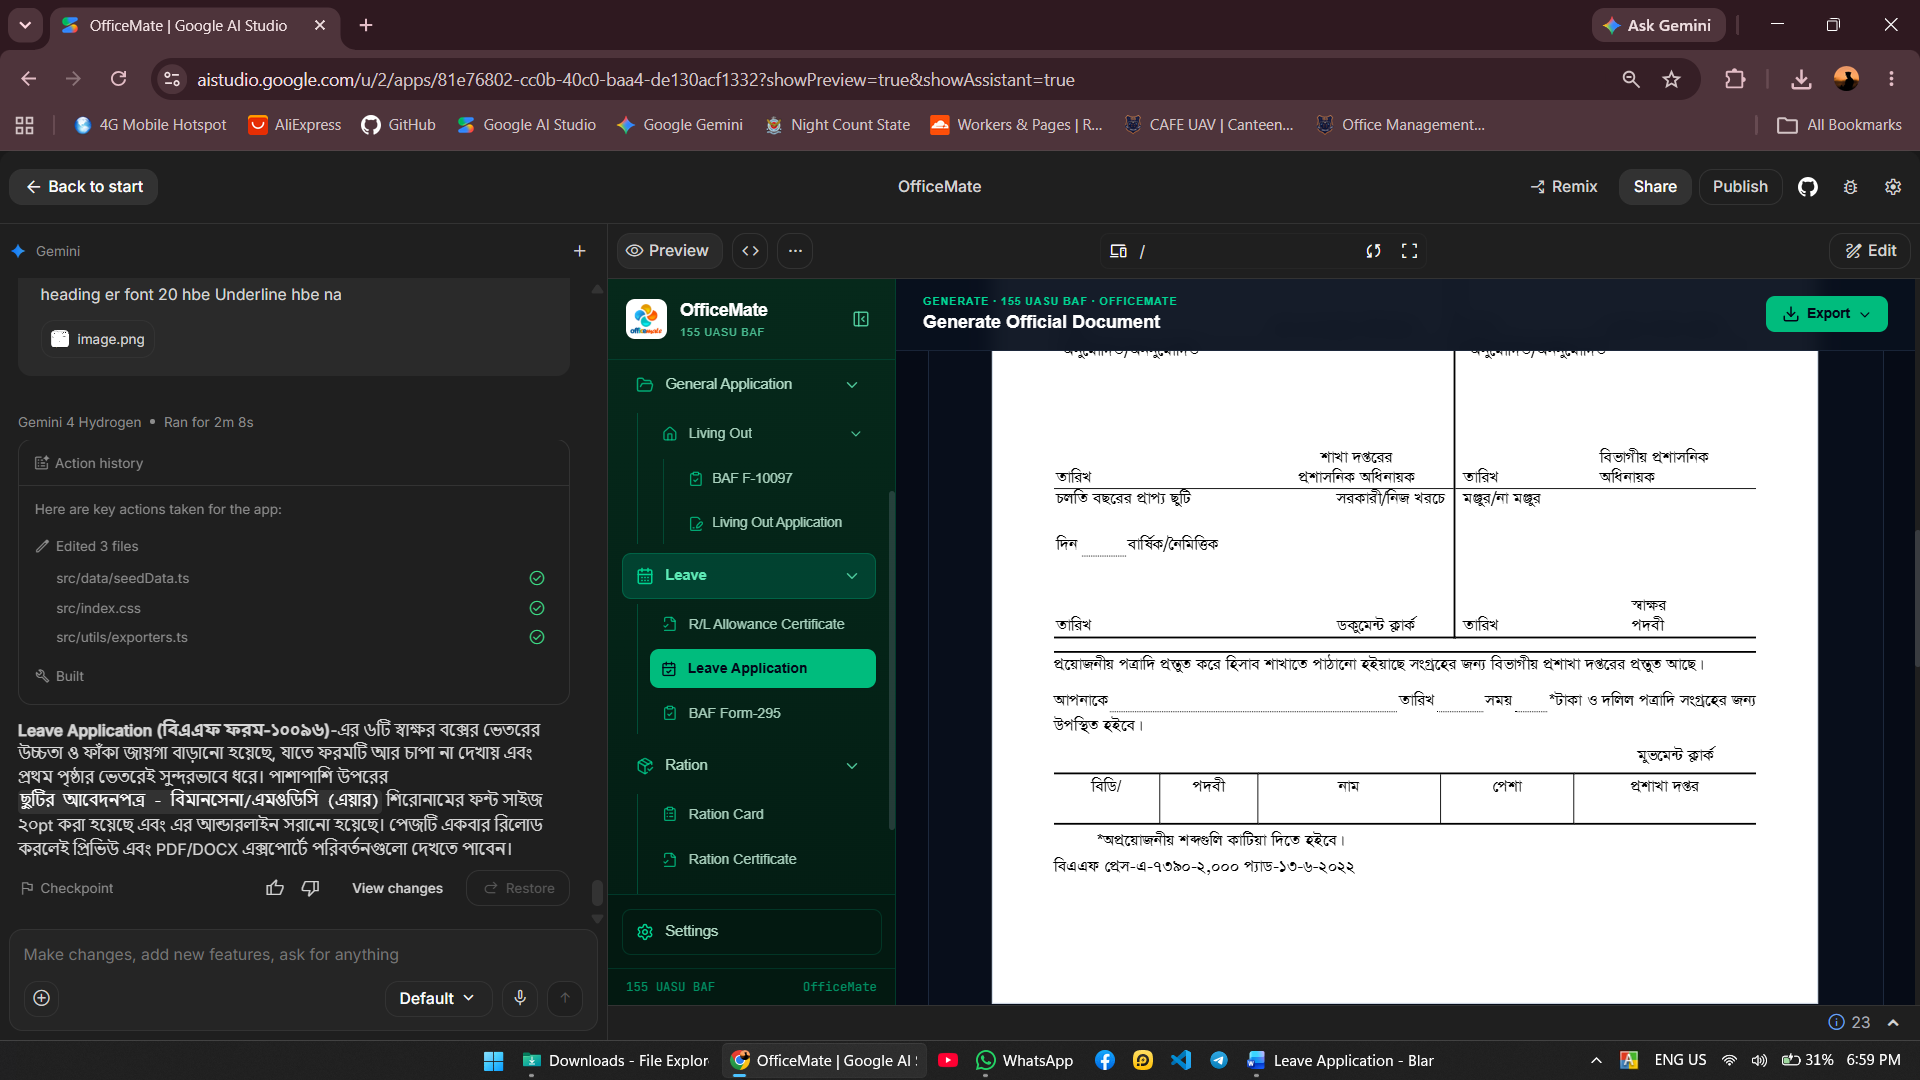 OfficeMate | Google AI Studio
Ask Gemini
aistudio.google.com/u/2/apps/81e76802-cc0b-40c0-baa4-de130acf1332?showPreview=true&showAssistant=true
4G Mobile Hotspot
AliExpress
GitHub
Google AI Studio
Google Gemini
Night Count State
Workers & Pages | R...
CAFE UAV | Canteen...
Office Management...
All Bookmarks
Back to start
OfficeMate
Remix
Share
Publish
Gemini
heading er font 20 hbe Underline hbe na
image.png
Gemini 4 Hydrogen • Ran for 2m 8s
Action history
Here are key actions taken for the app:
Edited 3 files
src/data/seedData.ts
src/index.css
src/utils/exporters.ts
Built
Leave Application (বিএএফ ফরম-১০০৯৬)-এর ৬টি স্বাক্ষর বক্সের ভেতরের
উচ্চতা ও ফাঁকা জায়গা বাড়ানো হয়েছে, যাতে ফরমটি আর চাপা না দেখায় এবং
প্রথম পৃষ্ঠার ভেতরেই সুন্দরভাবে ধরে। পাশাপাশি উপরের
ছুটির আবেদনপত্র - বিমানসেনা/এমওডিসি (এয়ার) শিরোনামের ফন্ট সাইজ
২০pt করা হয়েছে এবং এর আন্ডারলাইন সরানো হয়েছে। পেজটি একবার রিলোড
করলেই প্রিভিউ এবং PDF/DOCX এক্সপোর্টে পরিবর্তনগুলো দেখতে পাবেন।
Checkpoint
View changes
Restore
Make changes, add new features, ask for anything
Default
Preview
/
Edit
OfficeMate
155 UASU BAF
General Application
Living Out
BAF F-10097
Living Out Application
Leave
R/L Allowance Certificate
Leave Application
BAF Form-295
Ration
Ration Card
Ration Certificate
Settings
155 UASU BAF
OfficeMate
GENERATE · 155 UASU BAF · OFFICEMATE
Generate Official Document
Export
শাখা দপ্তরের
বিভাগীয় প্রশাসনিক
তারিখ
প্রশাসনিক অধিনায়ক
তারিখ
অধিনায়ক
চলতি বছরের প্রাপ্য ছুটি
সরকারী/নিজ খরচে
মঞ্জুর/না মঞ্জুর
দিন
বার্ষিক/নৈমিত্তিক
স্বাক্ষর
তারিখ
ডকুমেন্ট ক্লার্ক
তারিখ
পদবী
প্রয়োজনীয় পত্রাদি প্রস্তুত করে হিসাব শাখাতে পাঠানো হইয়াছে সংগ্রহের জন্য বিভাগীয় প্রশাখা দপ্তরের প্রস্তুত আছে।
আপনাকে
তারিখ
সময়
*টাকা ও দলিল পত্রাদি সংগ্রহের জন্য
উপস্থিত হইবে।
মুভমেন্ট ক্লার্ক
বিডি/
পদবী
নাম
পেশা
প্রশাখা দপ্তর
*অপ্রয়োজনীয় শব্দগুলি কাটিয়া দিতে হইবে।
বিএএফ প্রেস-এ-৭৩৯০-২,০০০ প্যাড-১৩-৬-২০২২
23
Downloads - File Explor
OfficeMate | Google AI
WhatsApp
Leave Application - Blar
ENG US
31%
6:59 PM